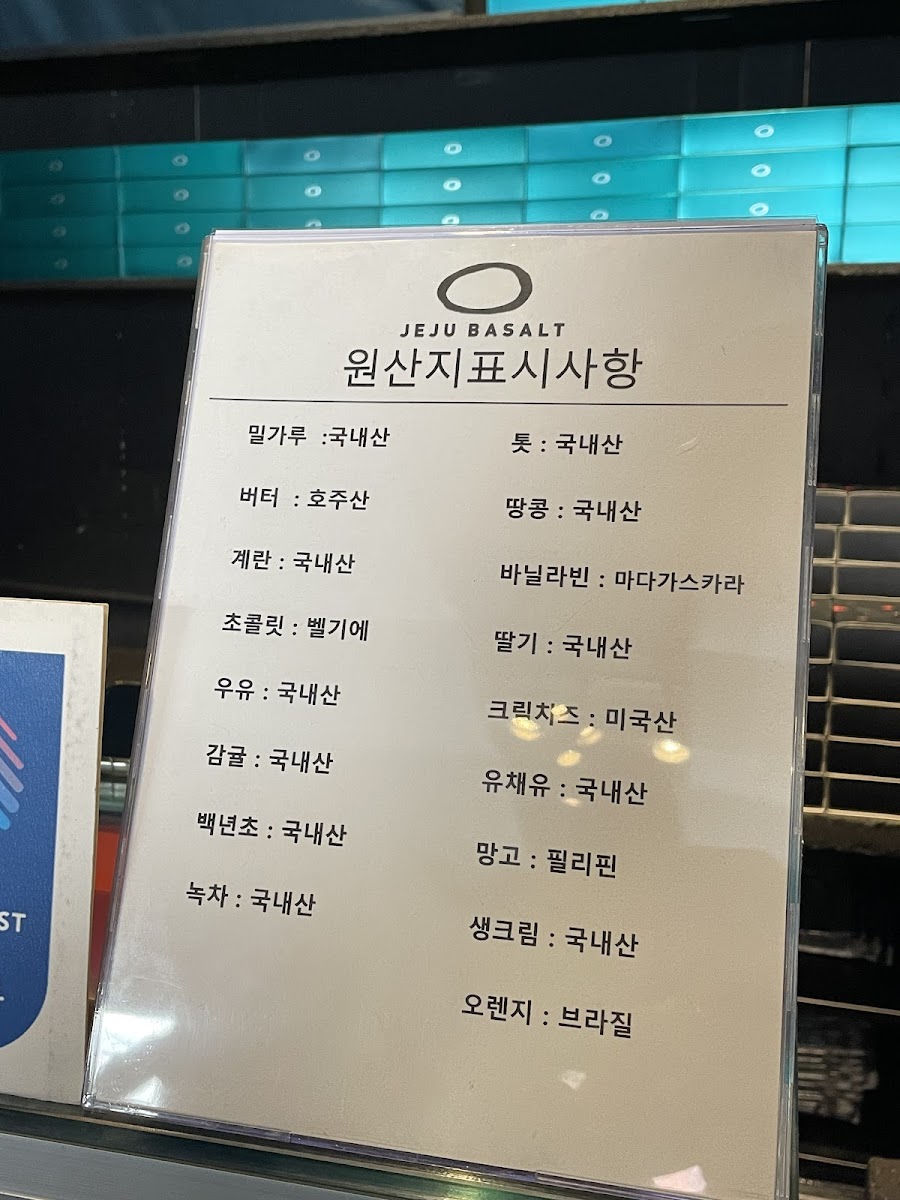 JEJU BASALT
원산지표시사항
밀가루 :국내산
버터 : 호주산
계란 : 국내산
초콜릿 : 벨기에
우유 : 국내산
감귤 : 국내산
백년초 : 국내산
녹차 : 국내산
톳 : 국내산
땅콩 : 국내산
바닐라빈 : 마다가스카라
딸기 : 국내산
크림치즈 : 미국산
유채유 : 국내산
망고 : 필리핀
생크림 : 국내산
오렌지 : 브라질
ST